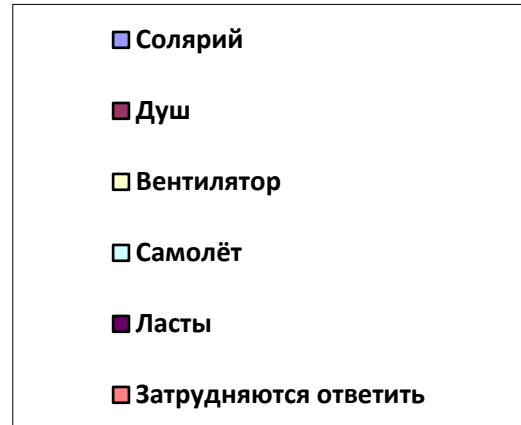 Солярий
Душ
Вентилятор
Самолёт
Ласты
Затрудняются ответить